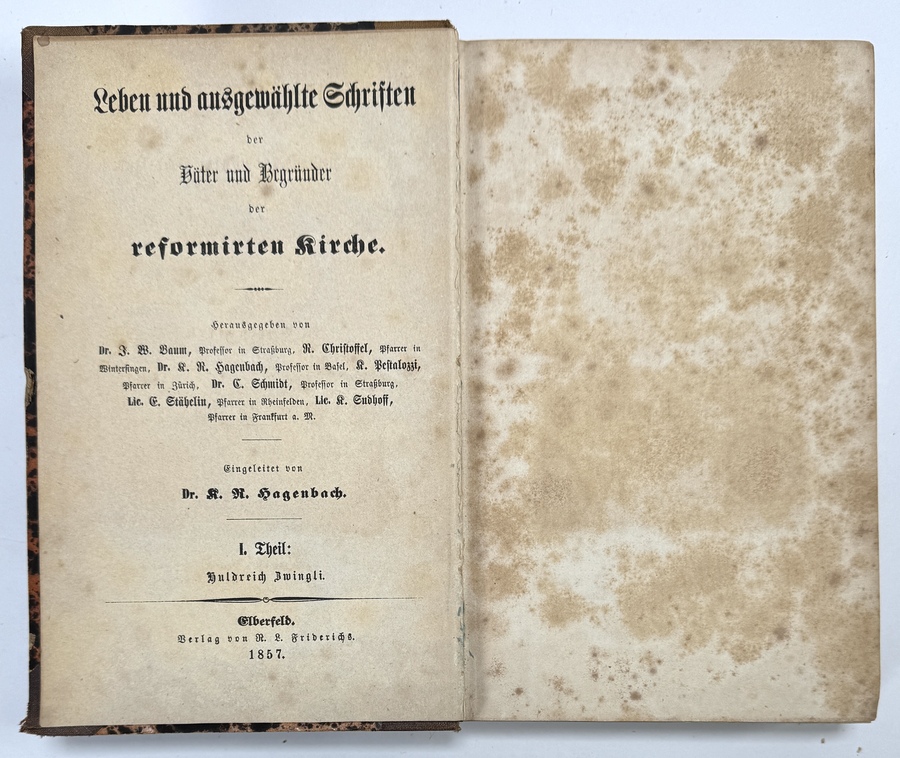 Leben und ausgewählte Schriften
der
Väter und Begründer
der
reformirten Kirche.
Herausgegeben von
Dr. J. W. Baum, Professor in Straßburg, R. Christoffel, Pfarrer in
Wintersingen, Dr. K. R. Hagenbach, Professor in Basel, K. Pestalozzi,
Pfarrer in Zürich, Dr. C. Schmidt, Professor in Straßburg,
Lic. E. Stähelin, Pfarrer in Rheinfelden, Lic. K. Sudhoff,
Pfarrer in Frankfurt a. M.
Eingeleitet von
Dr. K. R. Hagenbach.
I. Theil:
Huldreich Zwingli.
Elberfeld.
Verlag von R. L. Friderichs.
1857.